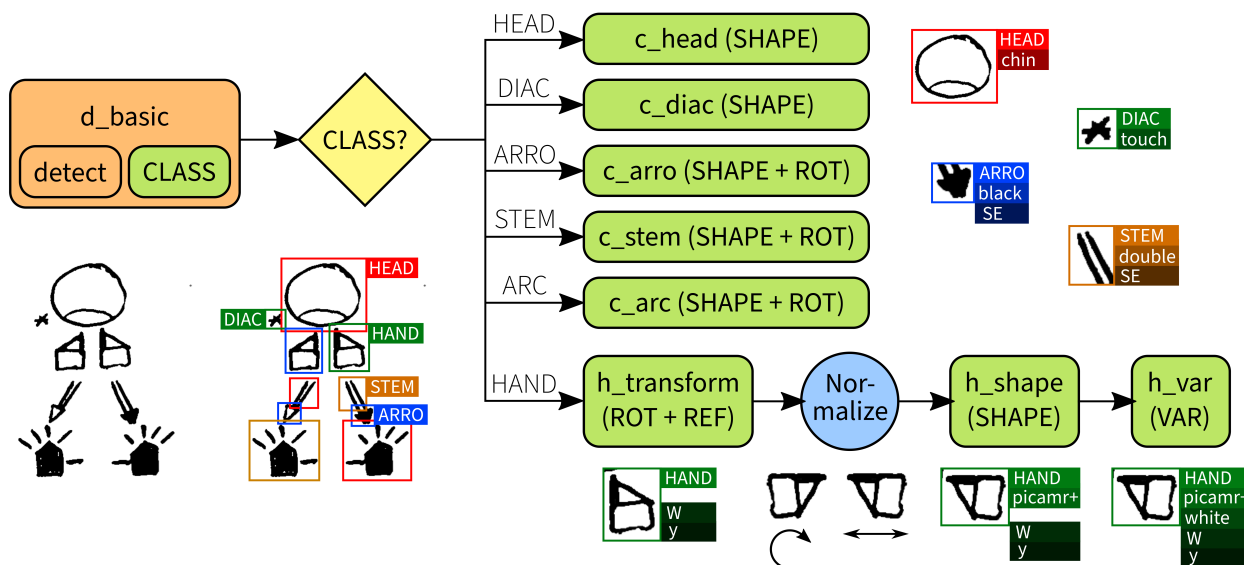 d_basic
detect
CLASS
CLASS?
HEAD
c_head (SHAPE)
DIAC
c_diac (SHAPE)
ARRO
c_arro (SHAPE + ROT)
STEM
c_stem (SHAPE + ROT)
ARC
c_arc (SHAPE + ROT)
HAND
h_transform
(ROT + REF)
Nor-
malize
h_shape
(SHAPE)
h_var
(VAR)
HEAD
chin
DIAC
touch
ARRO
black
SE
STEM
double
SE
HEAD
DIAC
HAND
STEM
ARRO
HAND
W
y
HAND
picamr+
W
y
HAND
picamr+
white
W
y